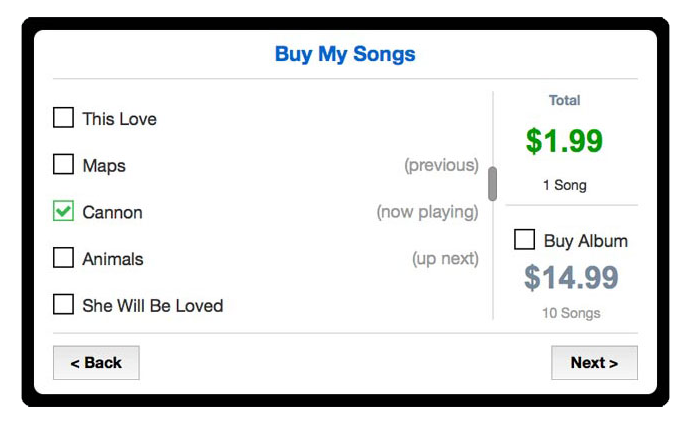 Buy My Songs
This Love
Maps (previous)
Cannon (now playing)
Animals (up next)
She Will Be Loved
Total
$1.99
1 Song
Buy Album
$14.99
10 Songs
< Back
Next >